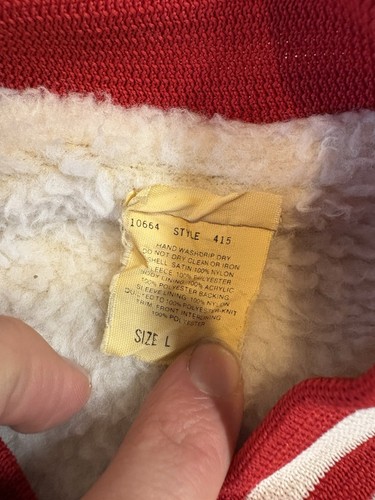 10664 STYLE 415
HAND WASH DRIP DRY
DO NOT DRY CLEAN OR IRON
SHELL: SATIN: 100% NYLON
FLEECE: 100% POLYESTER
BODY LINING: 100% ACRYLIC
100% POLYESTER BACKING
SLEEVE LINING: 100% NYLON
QUILTED TO 100% POLYESTER KNIT
TRIM. FRONT INTERFACING
100% POLYESTER
SIZE L